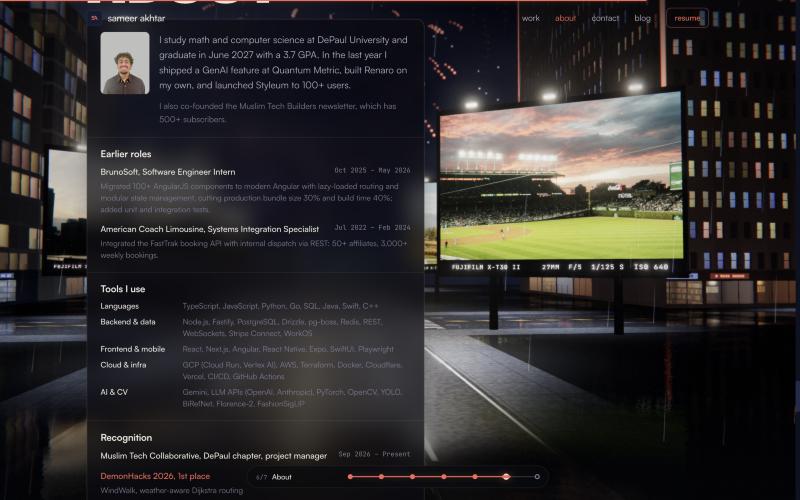 SA sameer akhtar
work about contact blog resume
I study math and computer science at DePaul University and
graduate in June 2027 with a 3.7 GPA. In the last year I
shipped a GenAI feature at Quantum Metric, built Renaro on
my own, and launched Styleum to 100+ users.
I also co-founded the Muslim Tech Builders newsletter, which has
500+ subscribers.
Earlier roles
BrunoSoft, Software Engineer Intern Oct 2025 – May 2026
Migrated 100+ AngularJS components to modern Angular with lazy-loaded routing and
modular state management, cutting production bundle size 30% and build time 40%;
added unit and integration tests.
American Coach Limousine, Systems Integration Specialist Jul 2022 – Feb 2024
Integrated the FastTrak booking API with internal dispatch via REST: 50+ affiliates, 3,000+
weekly bookings.
Tools I use
Languages TypeScript, JavaScript, Python, Go, SQL, Java, Swift, C++
Backend & data Node.js, Fastify, PostgreSQL, Drizzle, pg-boss, Redis, REST,
WebSockets, Stripe Connect, WorkOS
Frontend & mobile React, Next.js, Angular, React Native, Expo, SwiftUI, Playwright
Cloud & infra GCP (Cloud Run, Vertex AI), AWS, Terraform, Docker, Cloudflare,
Vercel, CI/CD, GitHub Actions
AI & CV Gemini, LLM APIs (OpenAI, Anthropic), PyTorch, OpenCV, YOLO,
BiRefNet, Florence-2, FashionSigLIP
Recognition
Muslim Tech Collaborative, DePaul chapter, project manager Sep 2026 – Present
DemonHacks 2026, 1st place
WindWalk, weather-aware Dijkstra routing
6/7 About
FUJIFILM X-T30 II 27MM F/5 1/125 S ISO 640
FUJIFILM X
Coca-Cola